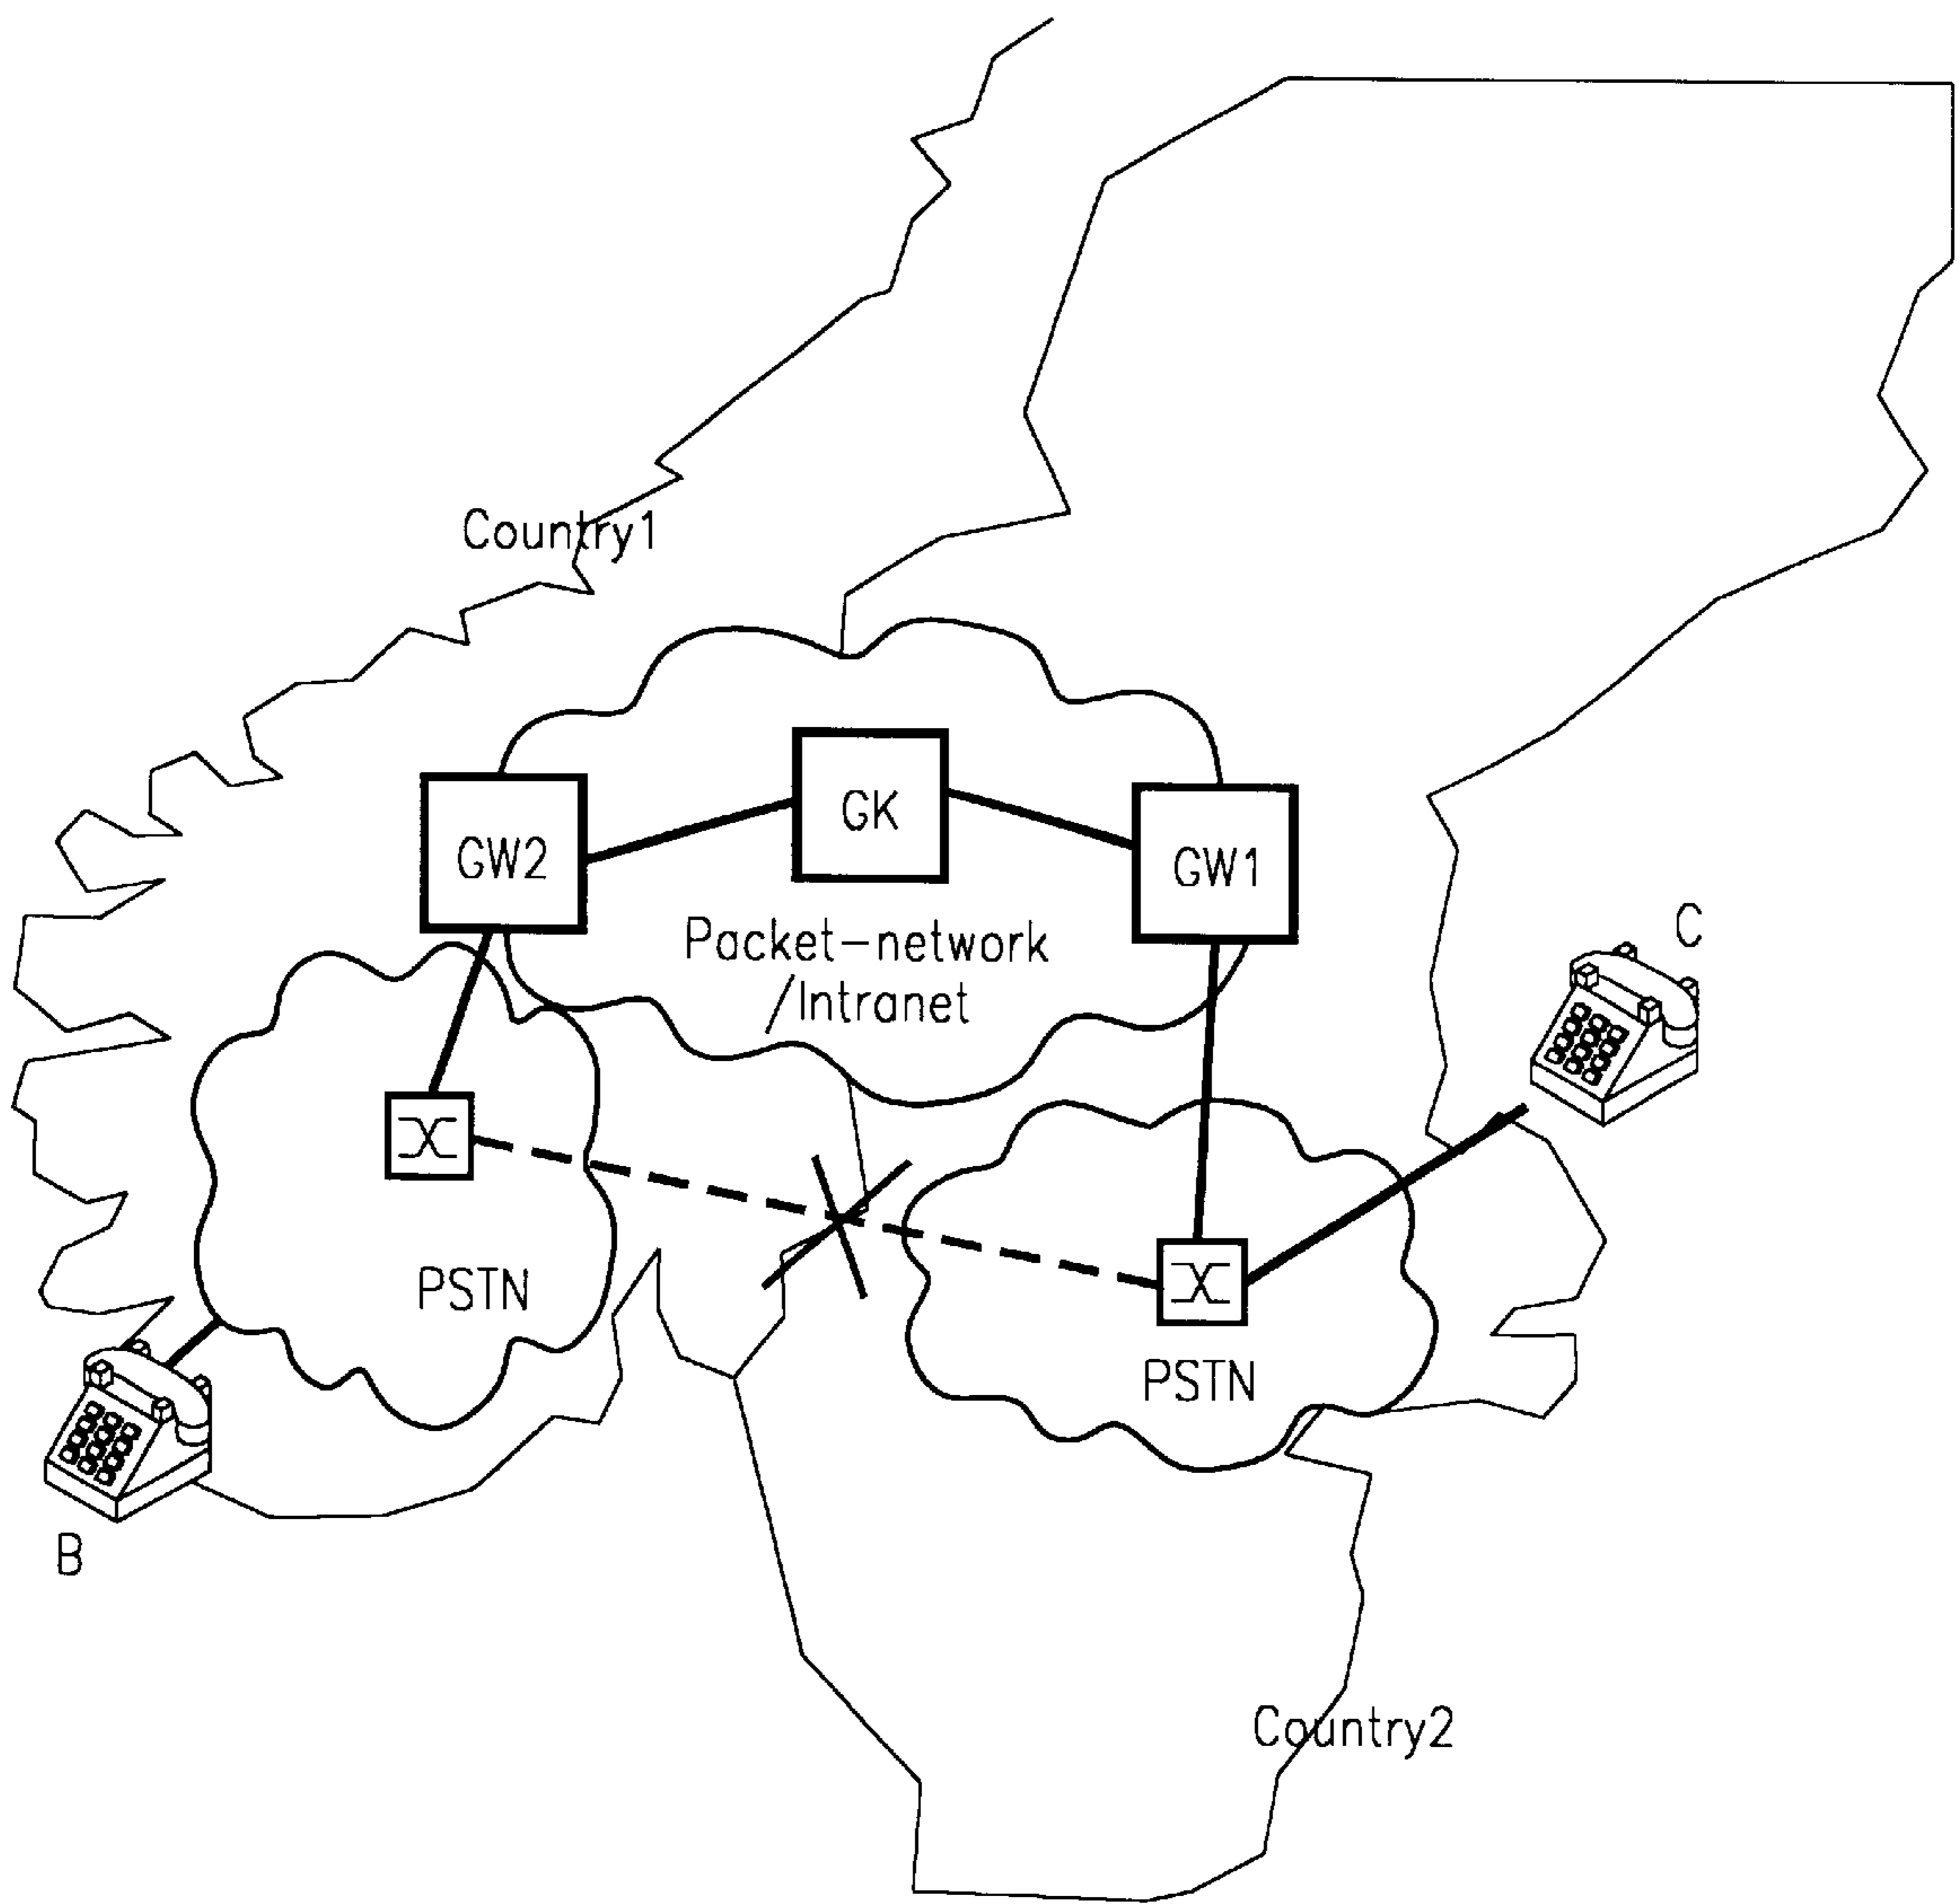 Country1
GK
GW2
GW1
Packet-network
/Intranet
C
PSTN
PSTN
B
Country2